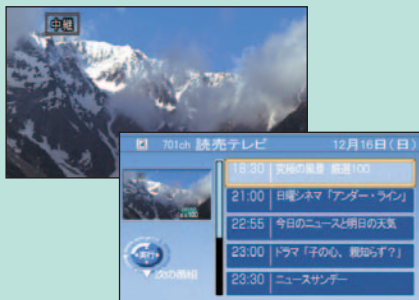 中継
701ch 読売テレビ 12月16日(日)
18:30 究極の風景 厳選100
21:00 日曜シネマ「アンダー・ライン」
22:55 今日のニュースと明日の天気
実行
23:00 ドラマ「子の心、親知らず?」
次の番組
23:30 ニュースサンデー